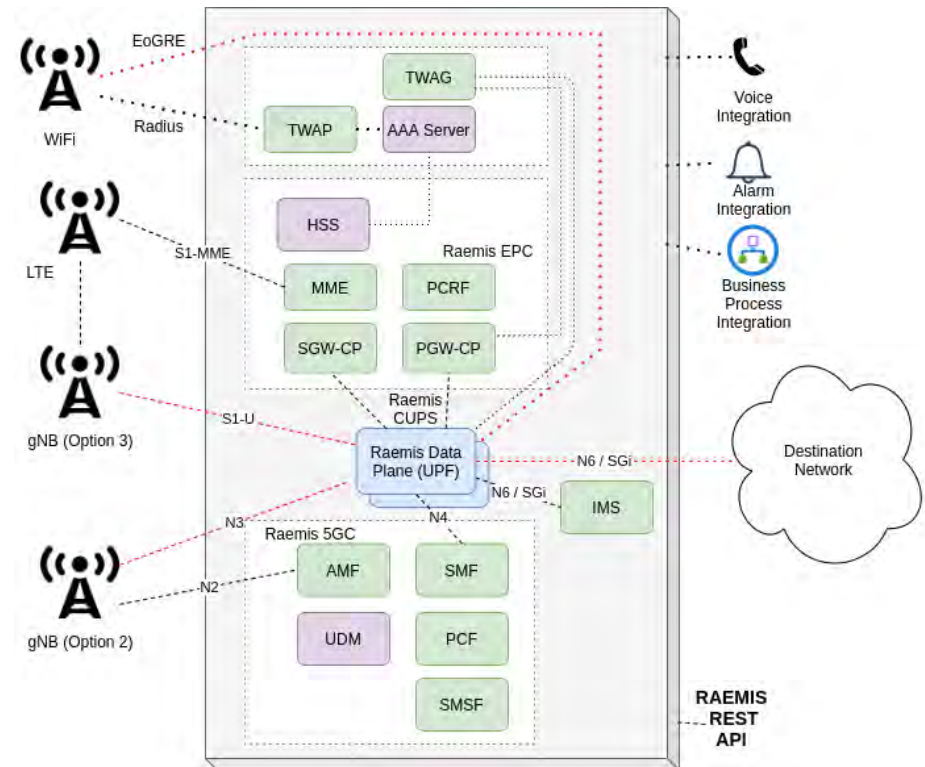 EoGRE
TWAG
Radius
TWAP
AAA Server
WiFi
Voice
Integration
HSS
Alarm
Integration
S1-MME
Raemis EPC
LTE
MME
PCRF
Business
Process
Integration
SGW-CP
PGW-CP
Raemis
CUPS
S1-U
gNB (Option 3)
Raemis Data
Plane (UPF)
N6 / SGi
Destination
Network
N6 / SGi
IMS
N4
N3
Raemis 5GC
AMF
SMF
N2
gNB (Option 2)
UDM
PCF
SMSF
RAEMIS
REST
API